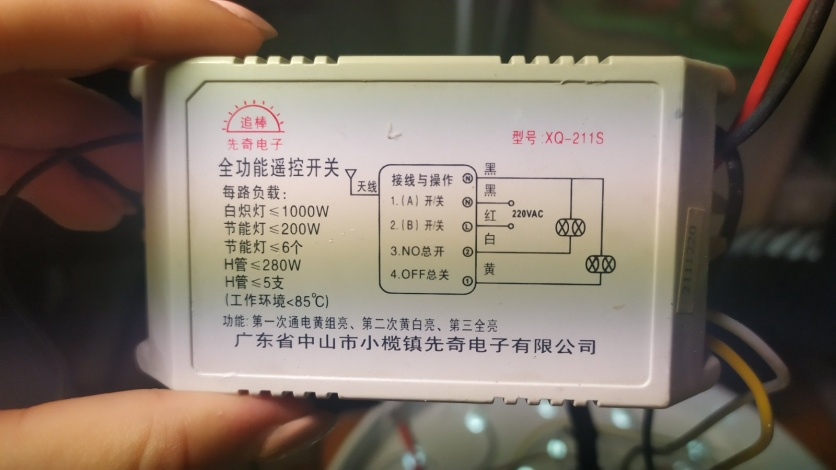 追棒
先奇电子
型号:XQ-211S
全功能遥控开关
天线
每路负载:
白炽灯≤1000W
节能灯≤200W
节能灯≤6个
H管≤280W
H管≤5支
(工作环境<85℃)
接线与操作
1.(A)开/关
2.(B)开/关
3.NO总开
4.OFF总关
N 黑
N 黑
L 红
2 白
1 黄
220VAC
功能:第一次通电黄组亮、第二次黄白亮、第三全亮
广东省中山市小榄镇先奇电子有限公司